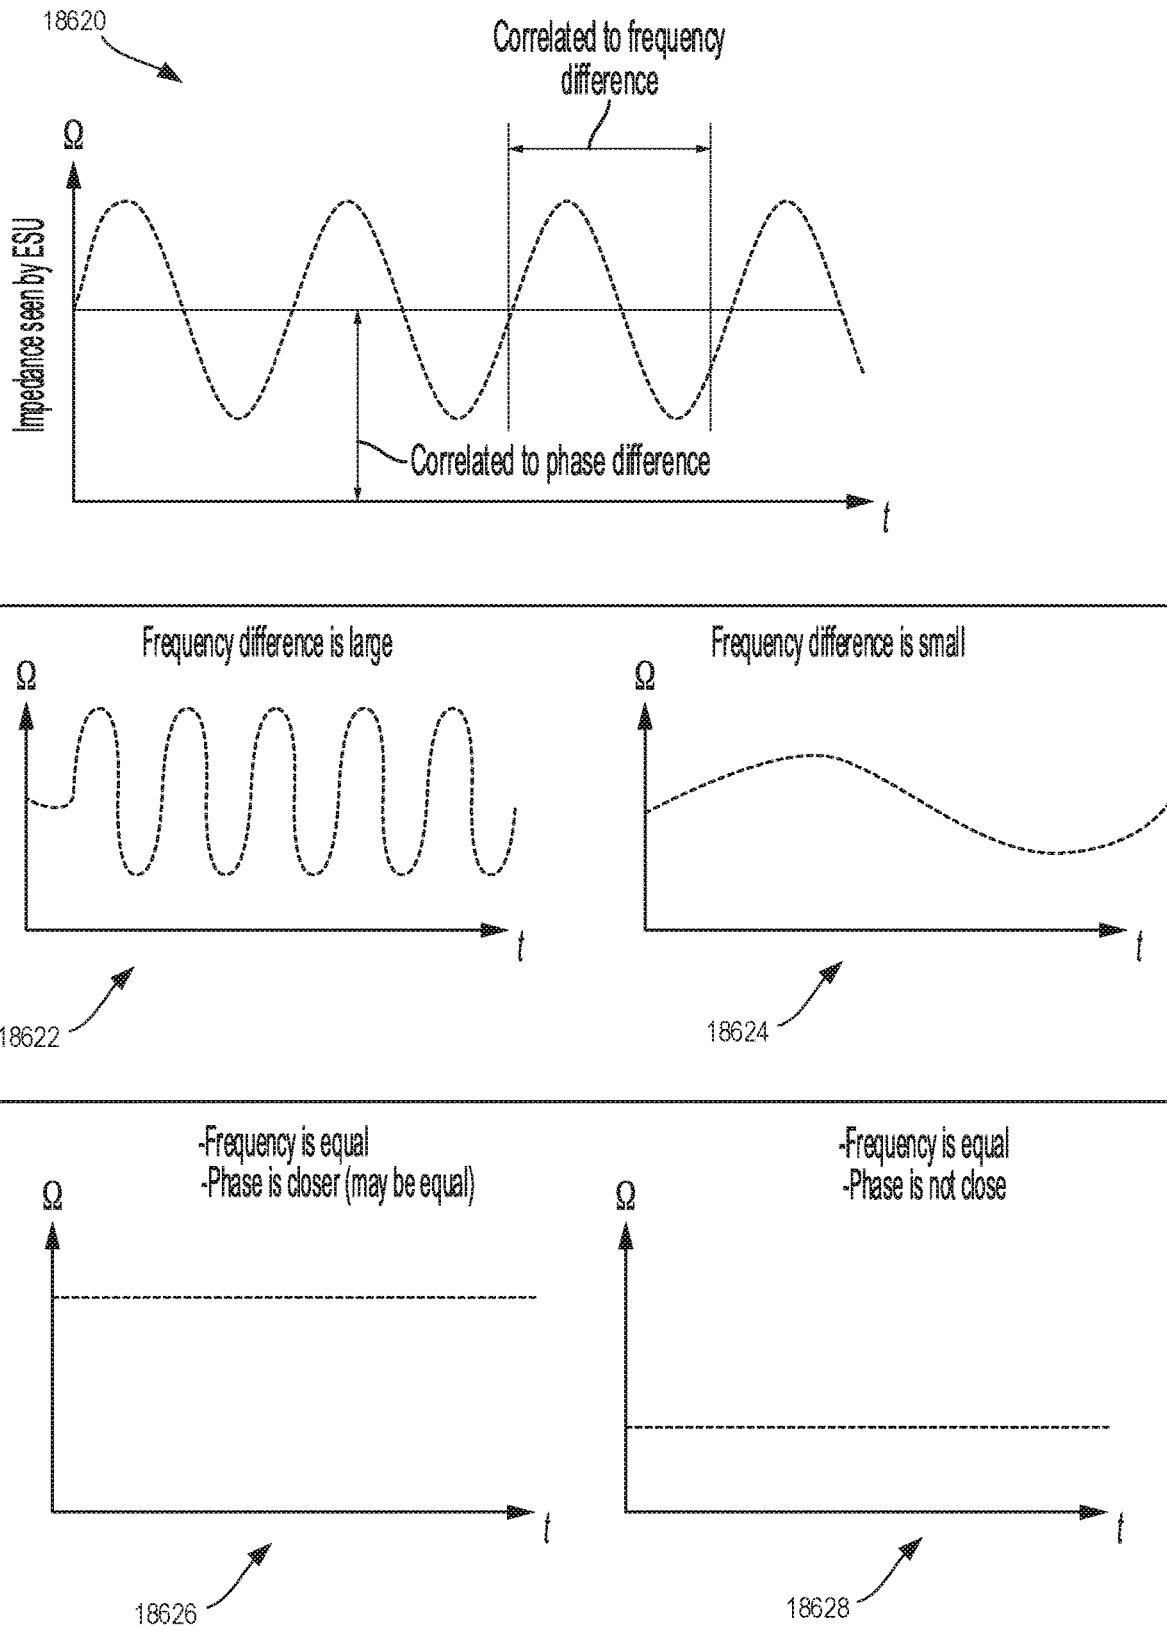 18620
Correlated to frequency
difference
Ω
Impedance seen by ESU
Correlated to phase difference
t
Frequency difference is large
Ω
t
18622
Frequency difference is small
Ω
t
18624
-Frequency is equal
-Phase is closer (may be equal)
Ω
t
18626
-Frequency is equal
-Phase is not close
Ω
t
18628